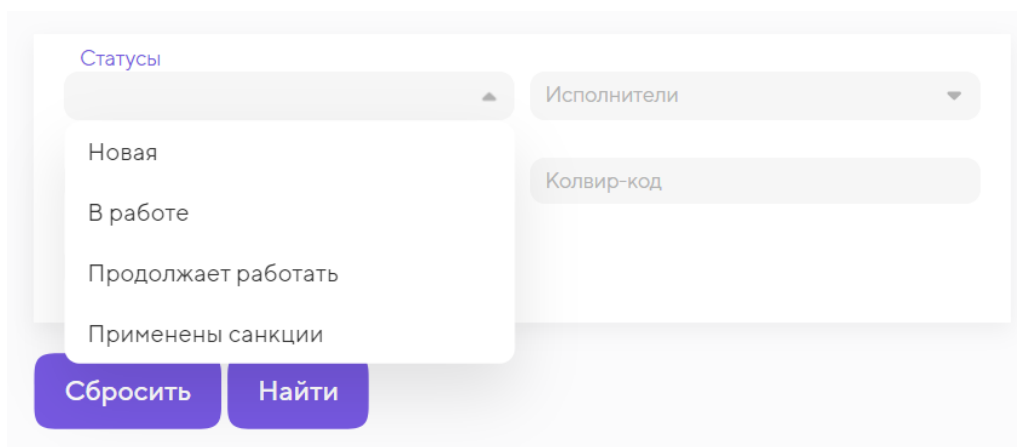 Статусы
Исполнители
Новая
Колвир-код
В работе
Продолжает работать
Применены санкции
Сбросить
Найти